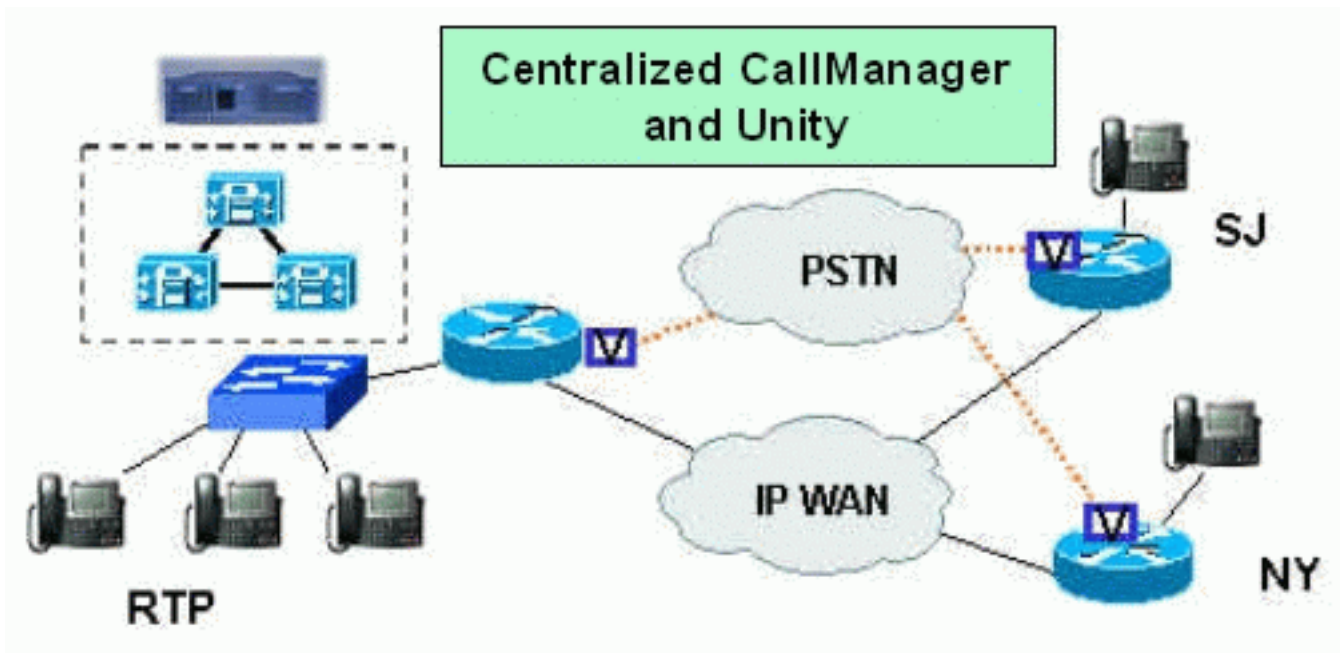 Centralized CallManager
and Unity
SJ
V
PSTN
V
IP WAN
V
NY
RTP